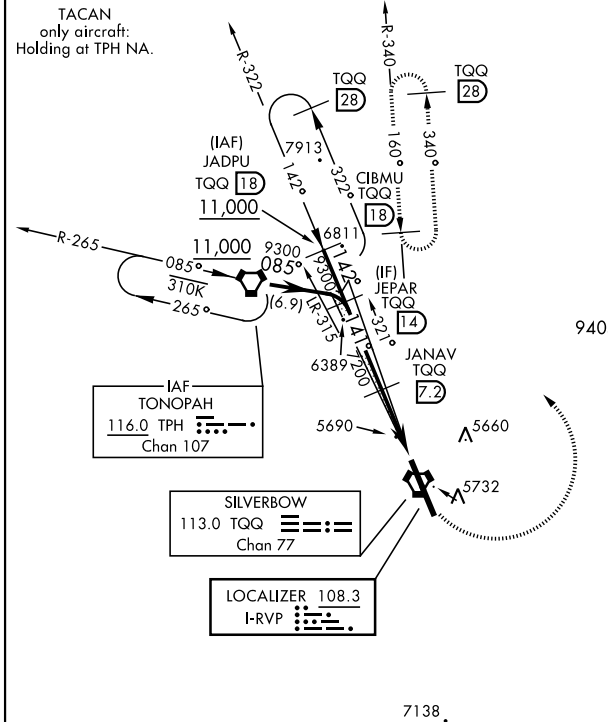 TACAN
only aircraft:
Holding at TPH NA.
R-322
R-340
TQQ
28
TQQ
28
(IAF)
JADPU
TQQ 18
7913
142°
322°
160°
340°
CIBMU
TQQ
18
11,000
6811
R-265
11,000
9300
085°
142°
9300
085°
310K
265°
(6.9)
LR-315
(IF)
JEPAR
TQQ
14
321°
141°
940
6389
7200
JANAV
TQQ
7.2
IAF
TONOPAH
116.0 TPH
Chan 107
5690
5660
5732
SILVERBOW
113.0 TQQ
Chan 77
LOCALIZER 108.3
I-RVP
7138